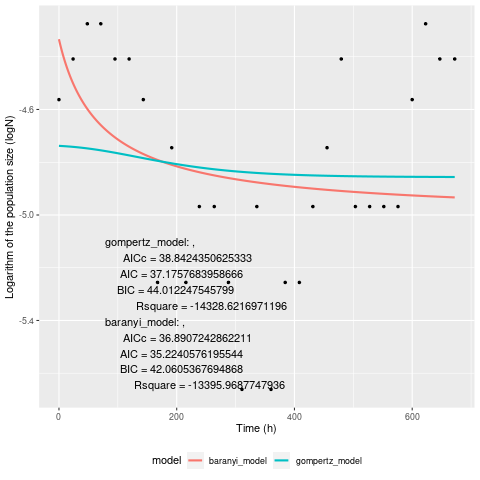 Logarithm of the population size (logN)
-4.6
-5.0
-5.4
gompertz_model: ,
AICc = 38.8424350625333
AIC = 37.1757683958666
BIC = 44.012247545799
Rsquare = -14328.6216971196
baranyi_model: ,
AICc = 36.8907242862211
AIC = 35.2240576195544
BIC = 42.0605367694868
Rsquare = -13395.9687747936
0 200 400 600
Time (h)
model baranyi_model gompertz_model